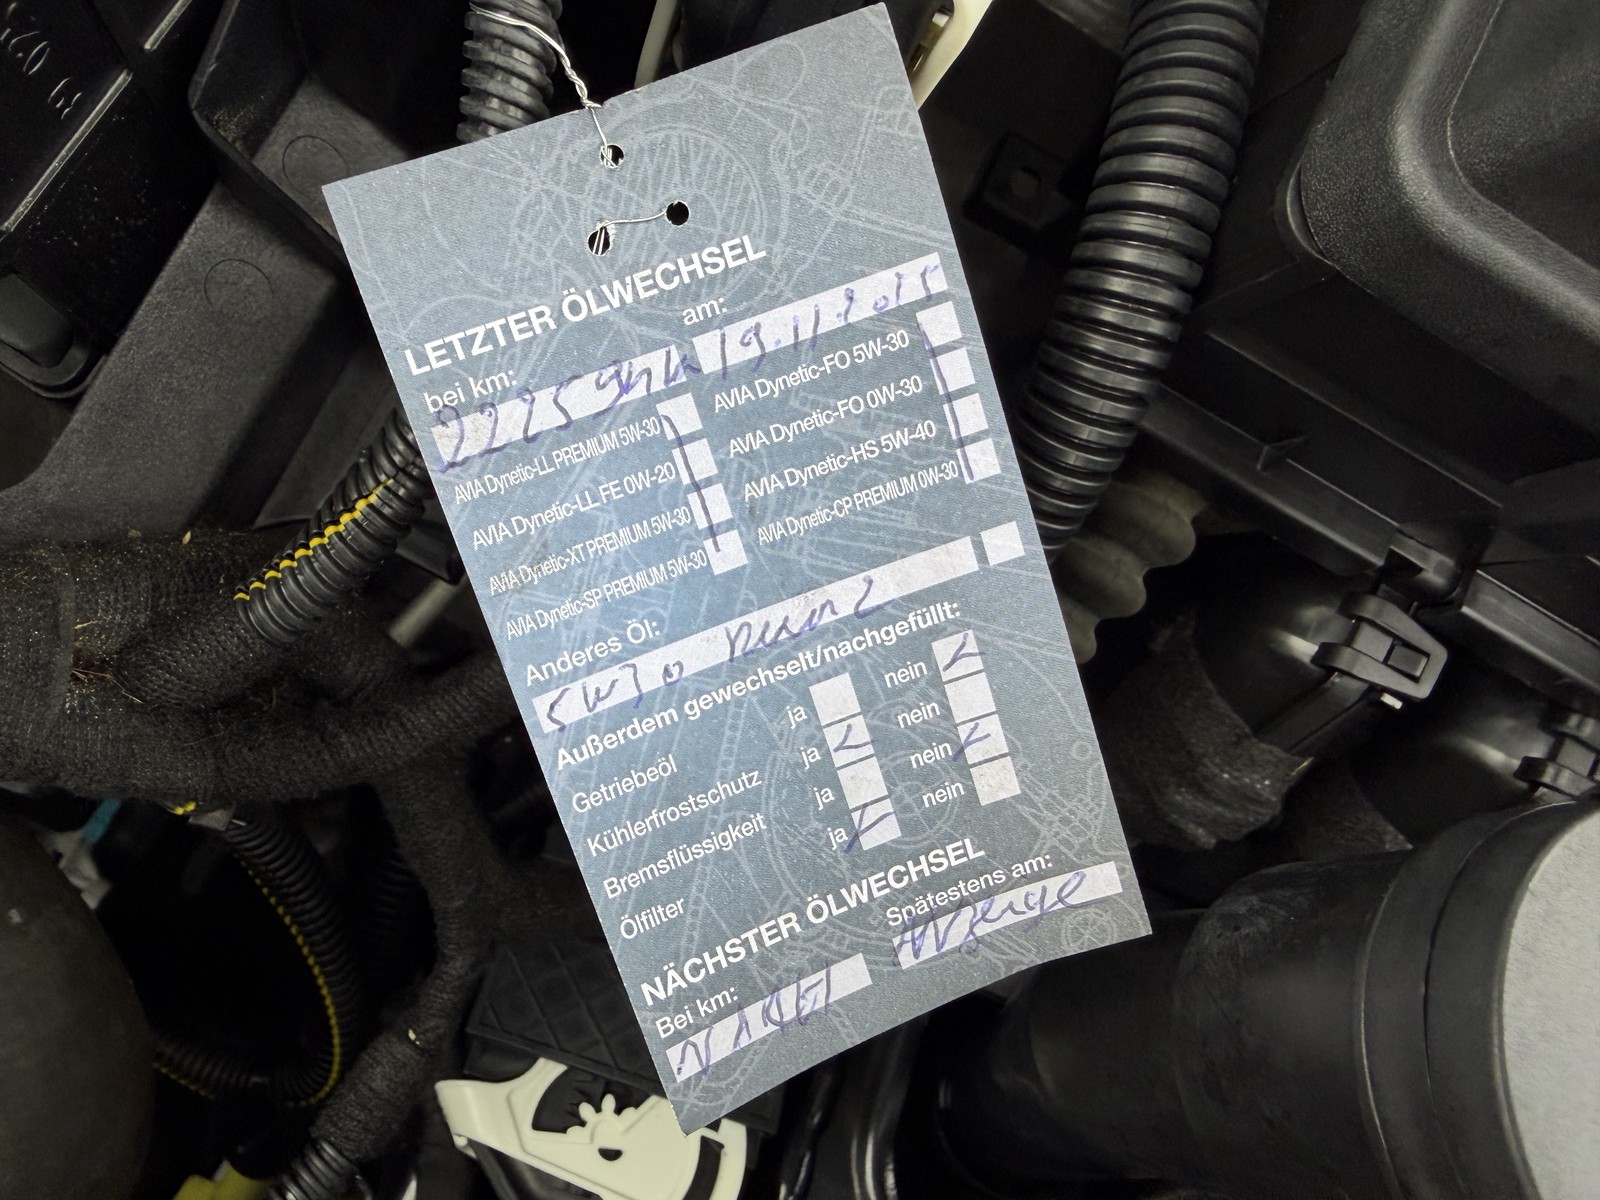 LETZTER ÖLWECHSEL
bei km: am:
19.11.2015
AVIA Dynetic-LL PREMIUM 5W-30 AVIA Dynetic-FO 5W-30
AVIA Dynetic-LL FE 0W-20 AVIA Dynetic-FO 0W-30
AVIA Dynetic-XT PREMIUM 5W-30 AVIA Dynetic-HS 5W-40
AVIA Dynetic-SP PREMIUM 5W-30 AVIA Dynetic-CP PREMIUM 0W-30
Anderes Öl:
5W30
Außerdem gewechselt/nachgefüllt:
Getriebeöl ja nein
Kühlerfrostschutz ja nein
Bremsflüssigkeit ja nein
Ölfilter ja nein
NÄCHSTER ÖLWECHSEL
Bei km: Spätestens am: